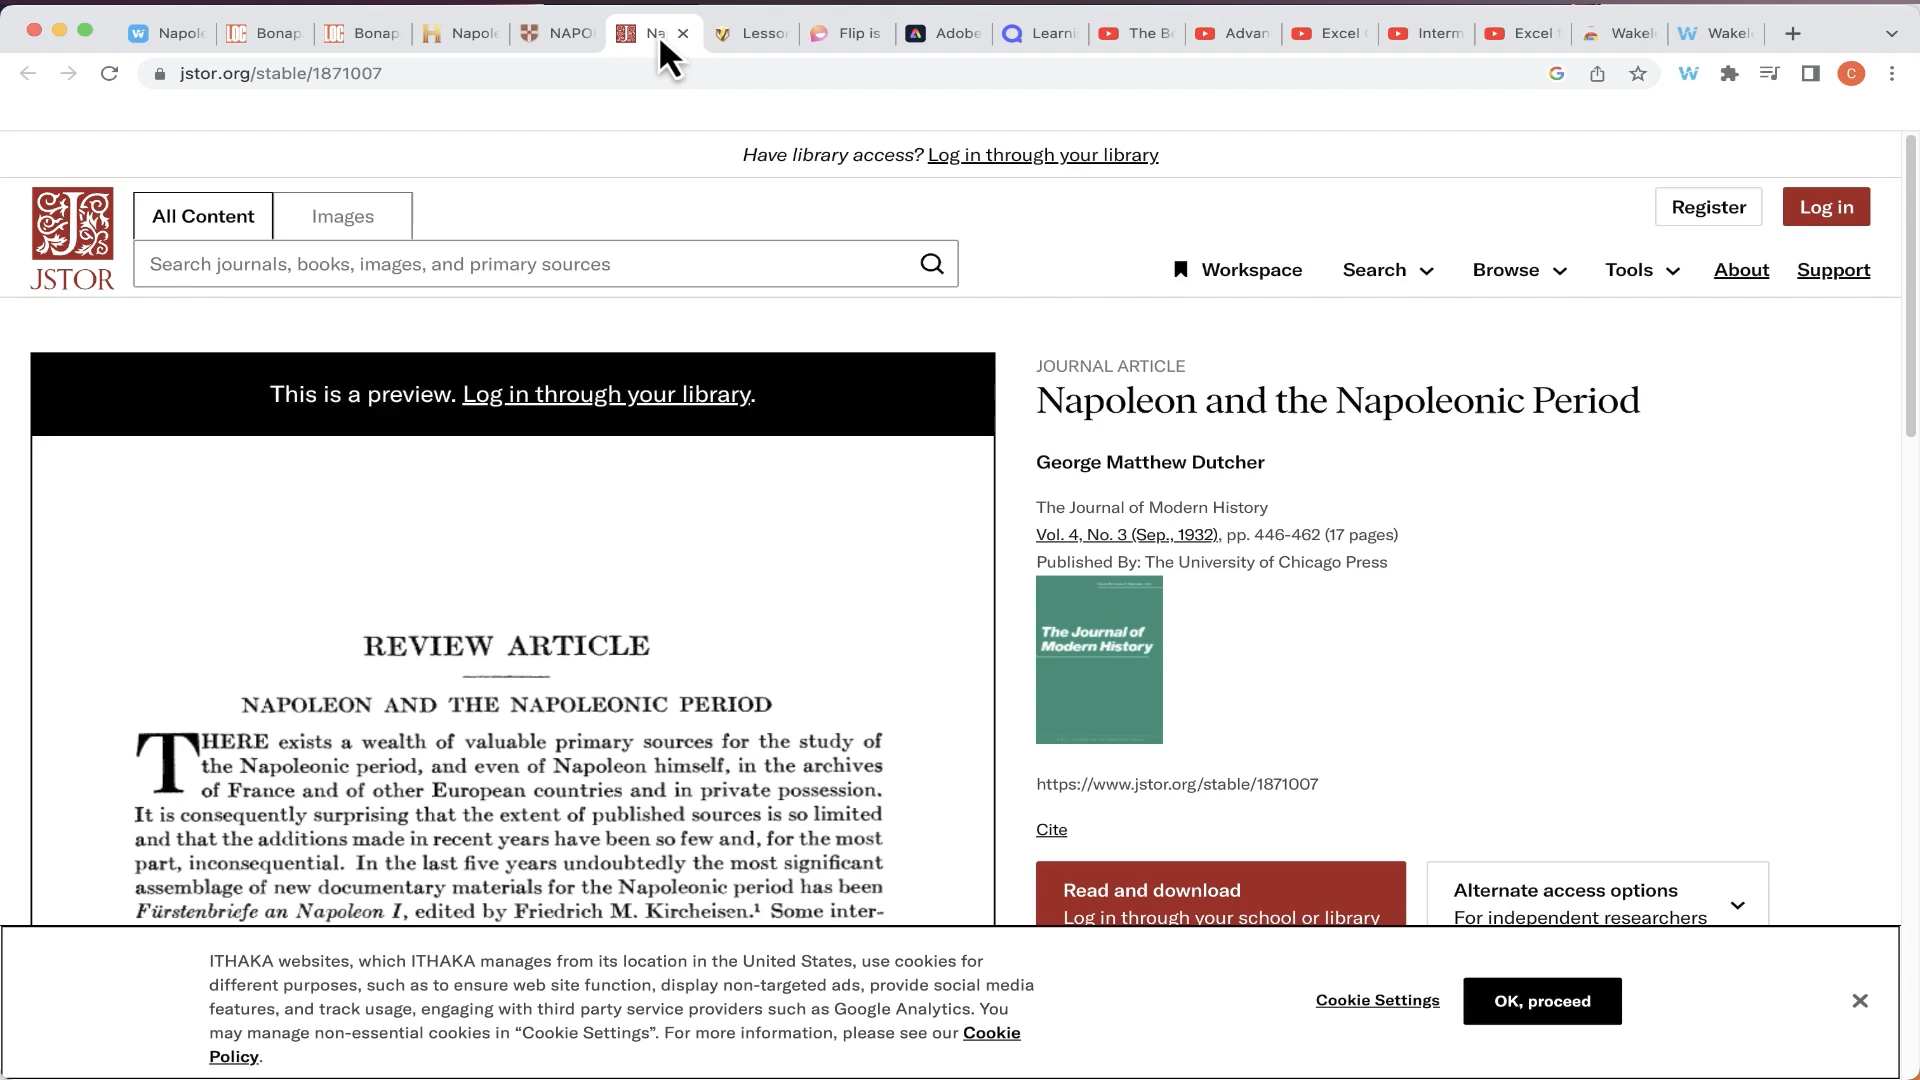 Napole
Bonap
Bonap
Napole
NAPO
Na
Lesso
Flip is
Adobe
Learni
The B
Advan
Excel
Interm
Excel
Wakel
Wakel
jstor.org/stable/1871007
C
Have library access? Log in through your library
All Content
Images
Register
Log in
JSTOR
Search journals, books, images, and primary sources
Workspace
Search
Browse
Tools
About
Support
This is a preview. Log in through your library.
REVIEW ARTICLE
NAPOLEON AND THE NAPOLEONIC PERIOD
THERE exists a wealth of valuable primary sources for the study of
the Napoleonic period, and even of Napoleon himself, in the archives
of France and of other European countries and in private possession.
It is consequently surprising that the extent of published sources is so limited
and that the additions made in recent years have been so few and, for the most
part, inconsequential. In the last five years undoubtedly the most significant
assemblage of new documentary materials for the Napoleonic period has been
Fürstenbriefe an Napoleon I, edited by Friedrich M. Kircheisen.¹ Some inter-
JOURNAL ARTICLE
Napoleon and the Napoleonic Period
George Matthew Dutcher
The Journal of Modern History
Vol. 4, No. 3 (Sep., 1932), pp. 446-462 (17 pages)
Published By: The University of Chicago Press
The Journal of
Modern History
https://www.jstor.org/stable/1871007
Cite
Read and download
Log in through your school or library
Alternate access options
For independent researchers
ITHAKA websites, which ITHAKA manages from its location in the United States, use cookies for
different purposes, such as to ensure web site function, display non-targeted ads, provide social media
features, and track usage, engaging with third party service providers such as Google Analytics. You
may manage non-essential cookies in “Cookie Settings”. For more information, please see our Cookie
Policy.
Cookie Settings
OK, proceed